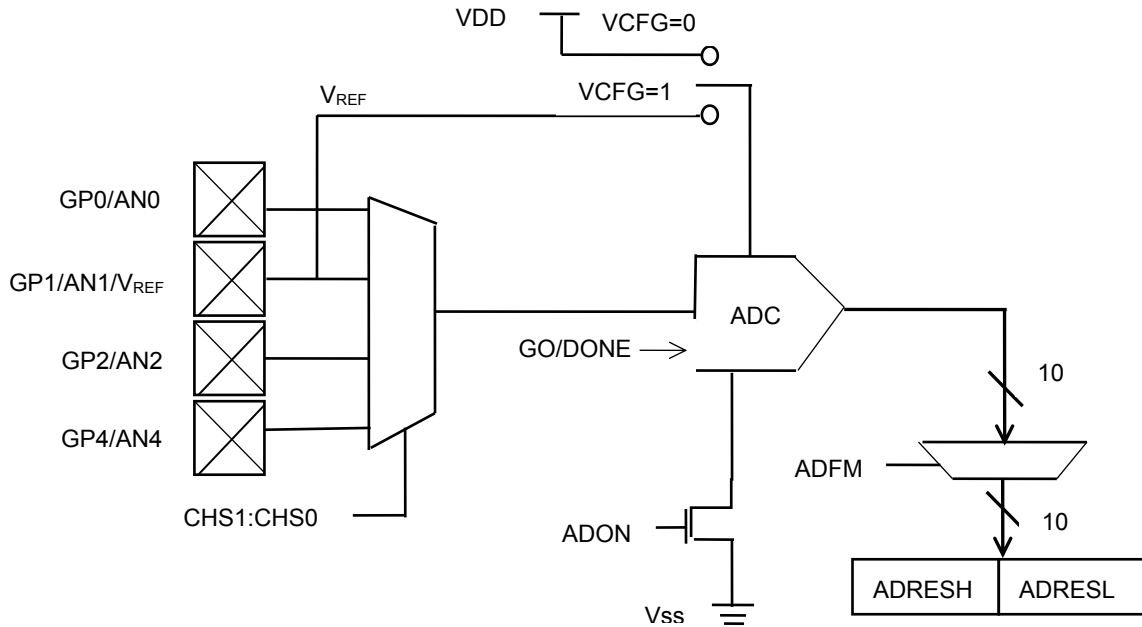 VDD
VCFG=0
VCFG=1
VREF
GP0/AN0
GP1/AN1/VREF
GP2/AN2
GP4/AN4
CHS1:CHS0
ADC
GO/DONE
10
ADFM
10
ADON
ADRESH ADRESL
Vss